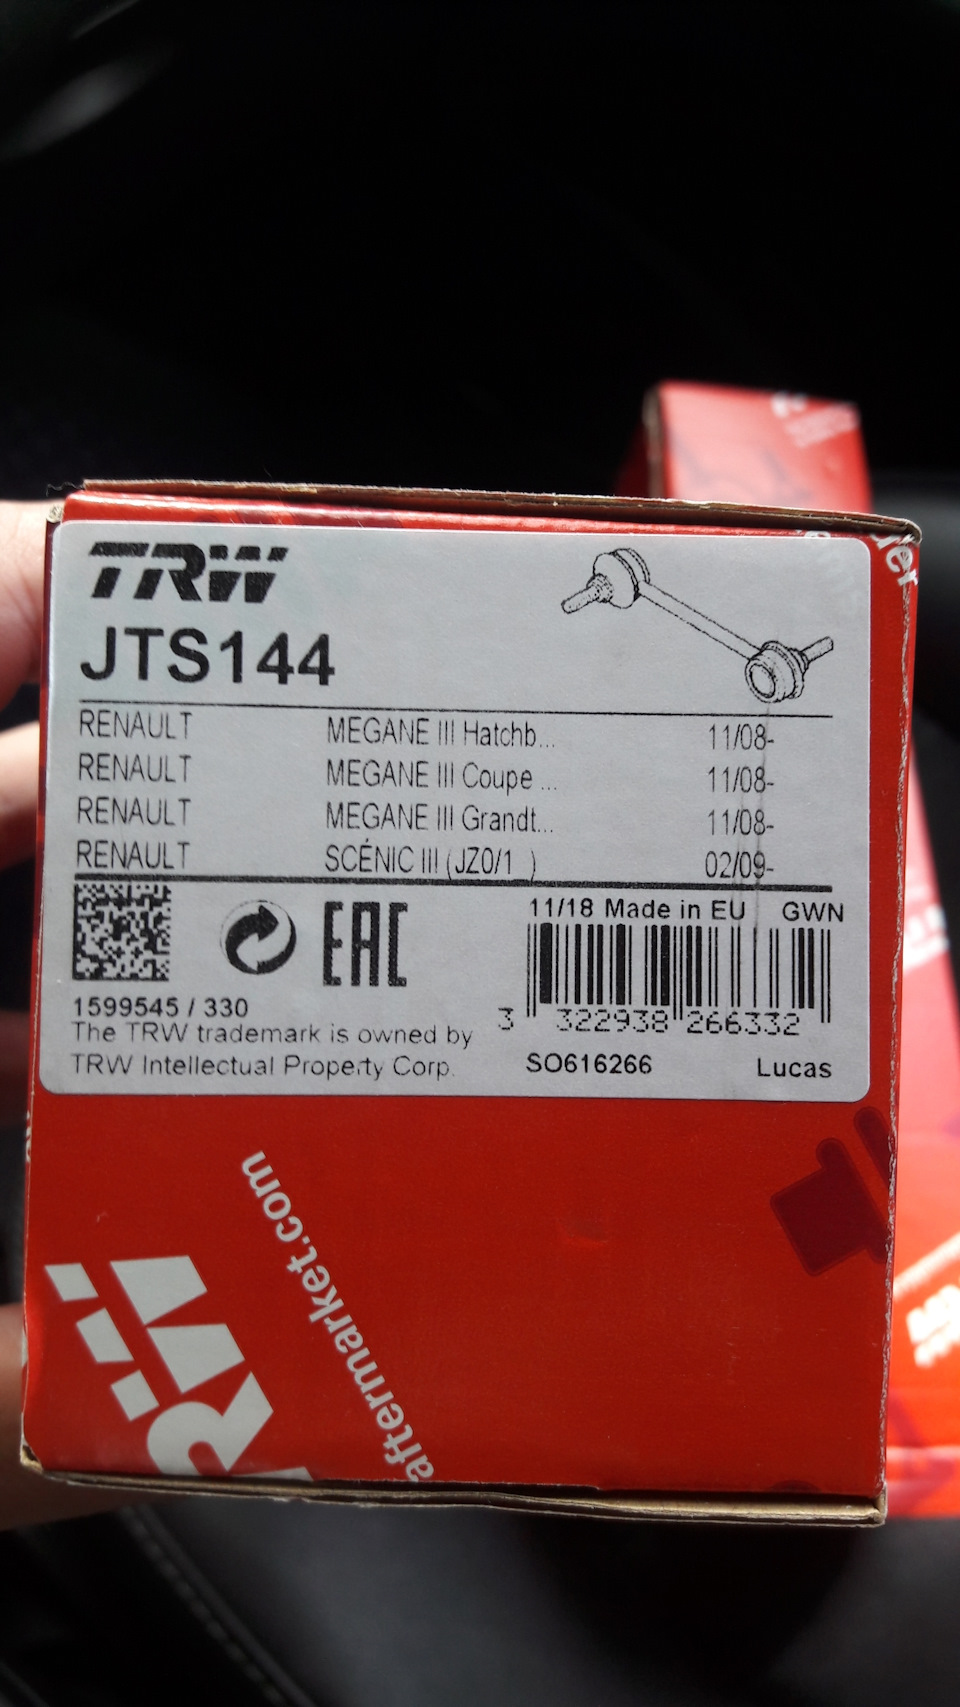 TRW
JTS144
RENAULT MEGANE III Hatchb... 11/08-
RENAULT MEGANE III Coupe ... 11/08-
RENAULT MEGANE III Grandt... 11/08-
RENAULT SCÉNIC III (JZ0/1_) 02/09-
EAC
11/18 Made in EU GWN
1599545 / 330
3 322938 266332
The TRW trademark is owned by
TRW Intellectual Property Corp.
SO616266 Lucas
aftermarket.com
TRW